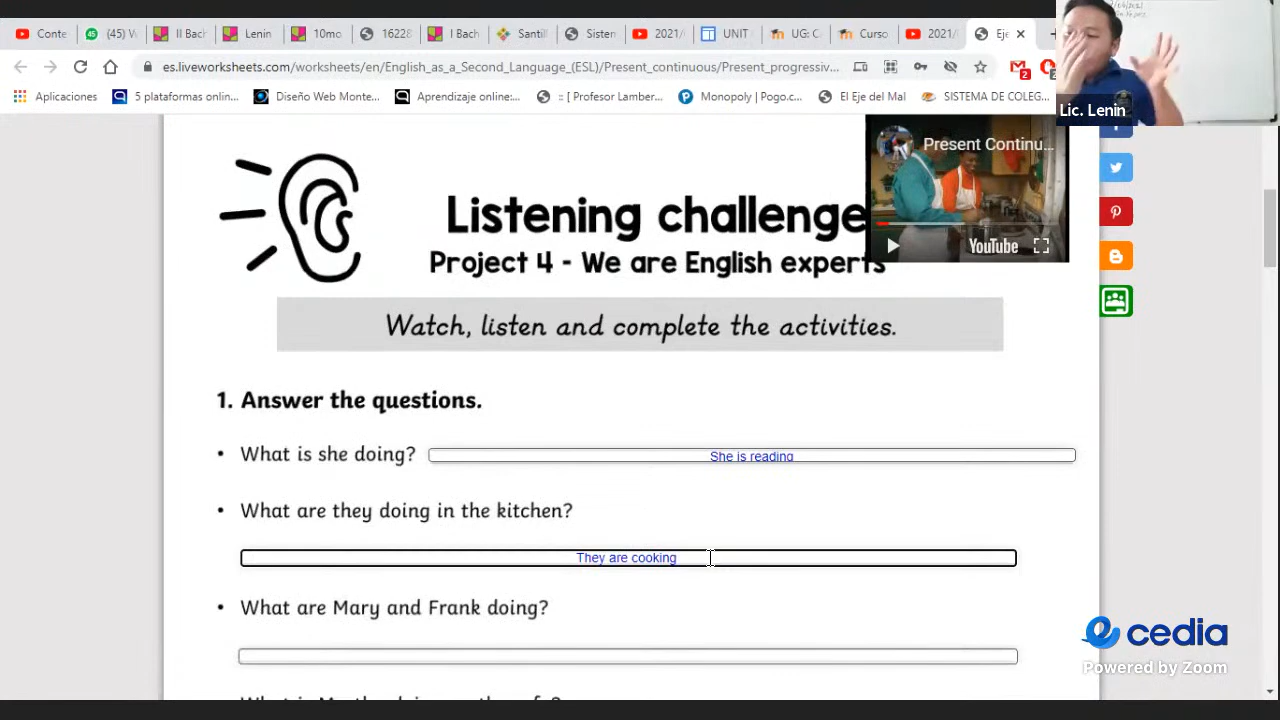 Conte
(45) V
II Bach
Lenin
10mo
16228
I Bach
Santil
Sistem
2021/
UNIT
UG: C
Curso
2021/
Eje
es.liveworksheets.com/worksheets/en/English_as_a_Second_Language_(ESL)/Present_continuous/Present_progressiv...
2
Aplicaciones
5 plataformas onlin...
Diseño Web Monte...
Aprendizaje online:...
:: [ Profesor Lamber...
Monopoly | Pogo.c...
El Eje del Mal
SISTEMA DE COLEG...
Lic. Lenin
Present Continu...
YouTube
Listening challenge
Project 4 - We are English experts
Watch, listen and complete the activities.
1. Answer the questions.
• What is she doing? She is reading
• What are they doing in the kitchen?
They are cooking
• What are Mary and Frank doing?
cedia
Powered by Zoom